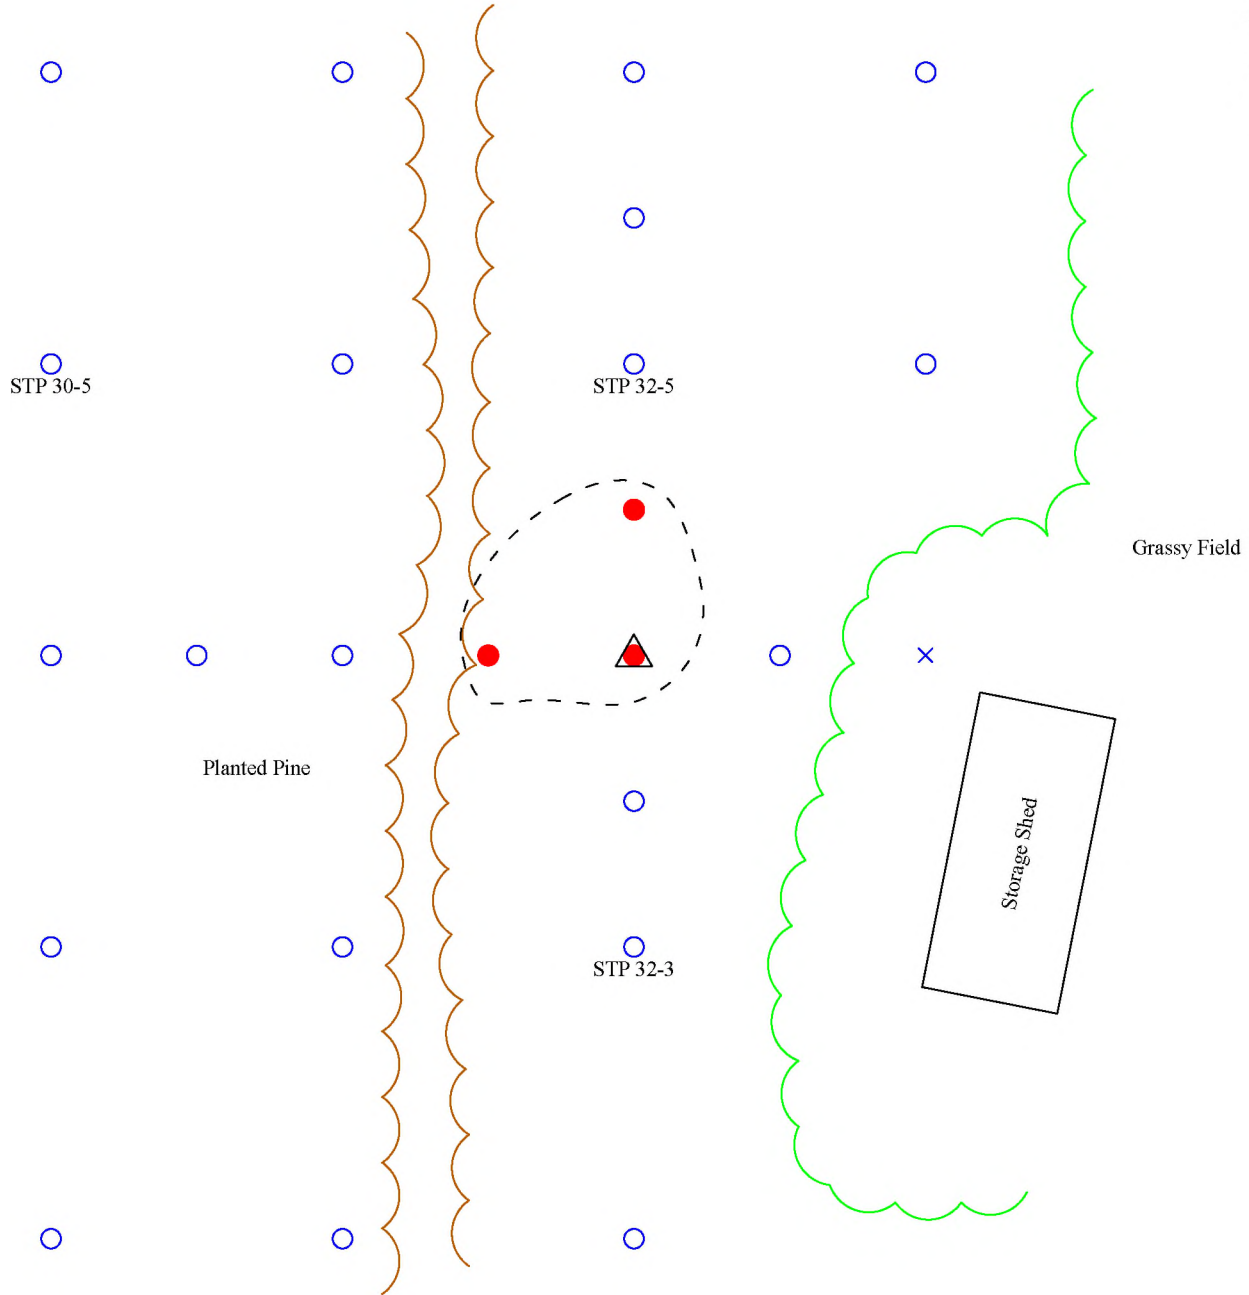 STP 30-5
STP 32-5
Grassy Field
Planted Pine
Storage Shed
STP 32-3